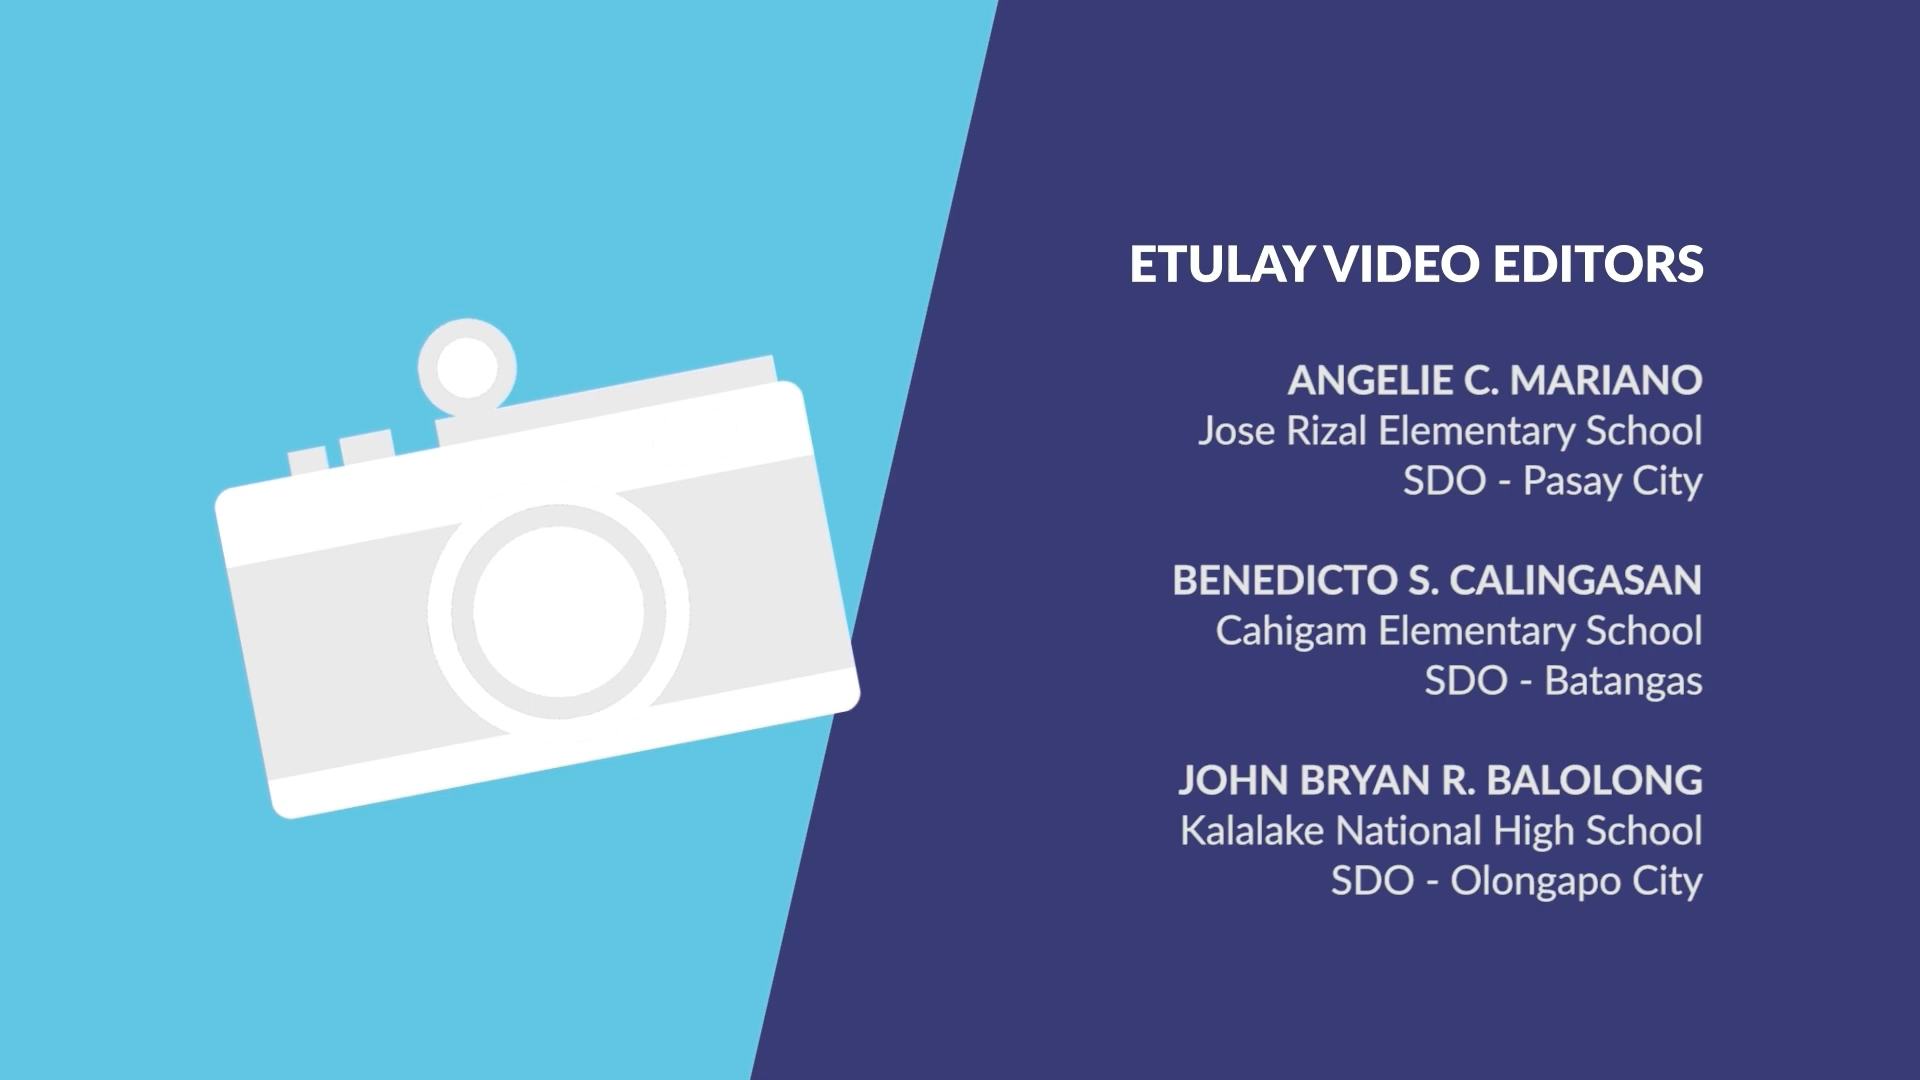 ETULAY VIDEO EDITORS
ANGELIE C. MARIANO
Jose Rizal Elementary School
SDO - Pasay City
BENEDICTO S. CALINGASAN
Cahigam Elementary School
SDO - Batangas
JOHN BRYAN R. BALOLONG
Kalalake National High School
SDO - Olongapo City